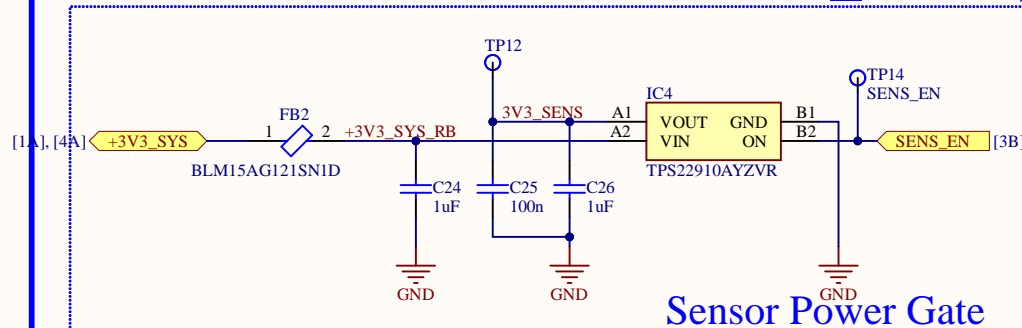 TP12
TP14
SENS_EN
IC4
FB2
3V3_SENS
A1
VOUT
GND
B1
[1A], [4A]
+3V3_SYS
1
2
+3V3_SYS_RB
A2
VIN
ON
B2
SENS_EN
[3B]
BLM15AG121SN1D
TPS22910AYZVR
C24
1uF
C25
100n
C26
1uF
GND
GND
GND
Sensor Power Gate